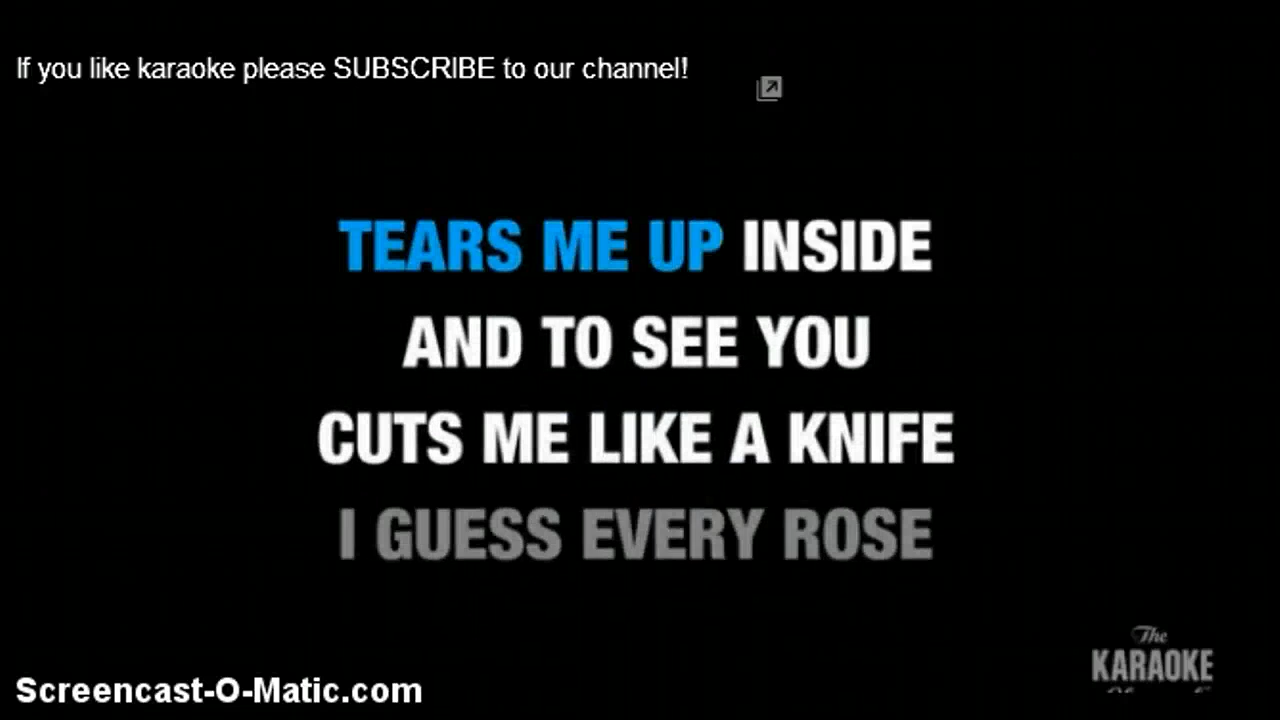 If you like karaoke please SUBSCRIBE to our channel!
TEARS ME UP INSIDE
AND TO SEE YOU
CUTS ME LIKE A KNIFE
I GUESS EVERY ROSE
The
KARAOKE
Screencast-O-Matic.com